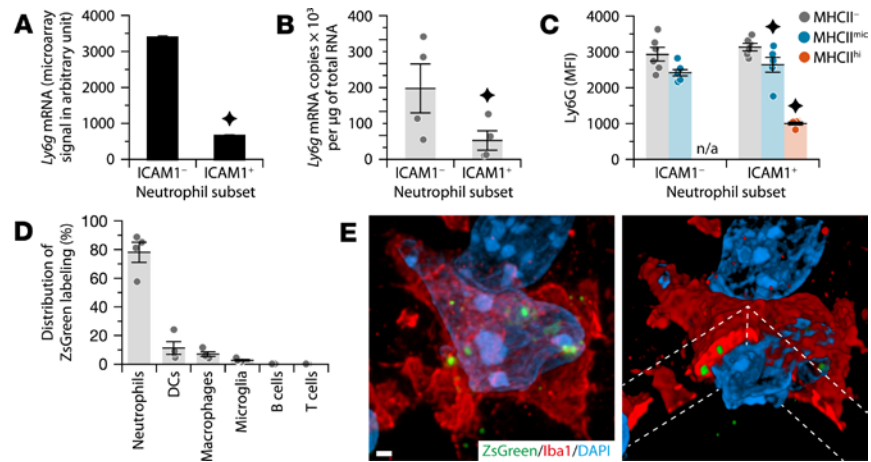 A
Ly6g mRNA (microarray
signal in arbitrary unit)
4000
3000
2000
1000
0
ICAM1⁻
ICAM1⁺
Neutrophil subset
B
Ly6g mRNA copies × 10³
per µg of total RNA
400
300
200
100
0
ICAM1⁻
ICAM1⁺
Neutrophil subset
C
Ly6G (MFI)
4000
3000
2000
1000
0
n/a
ICAM1⁻
ICAM1⁺
Neutrophil subset
MHCII⁻
MHCIIᵐⁱᶜ
MHCIIʰⁱ
D
Distribution of
ZsGreen labeling (%)
100
80
60
40
20
0
Neutrophils
DCs
Macrophages
Microglia
B cells
T cells
E
ZsGreen/Iba1/DAPI